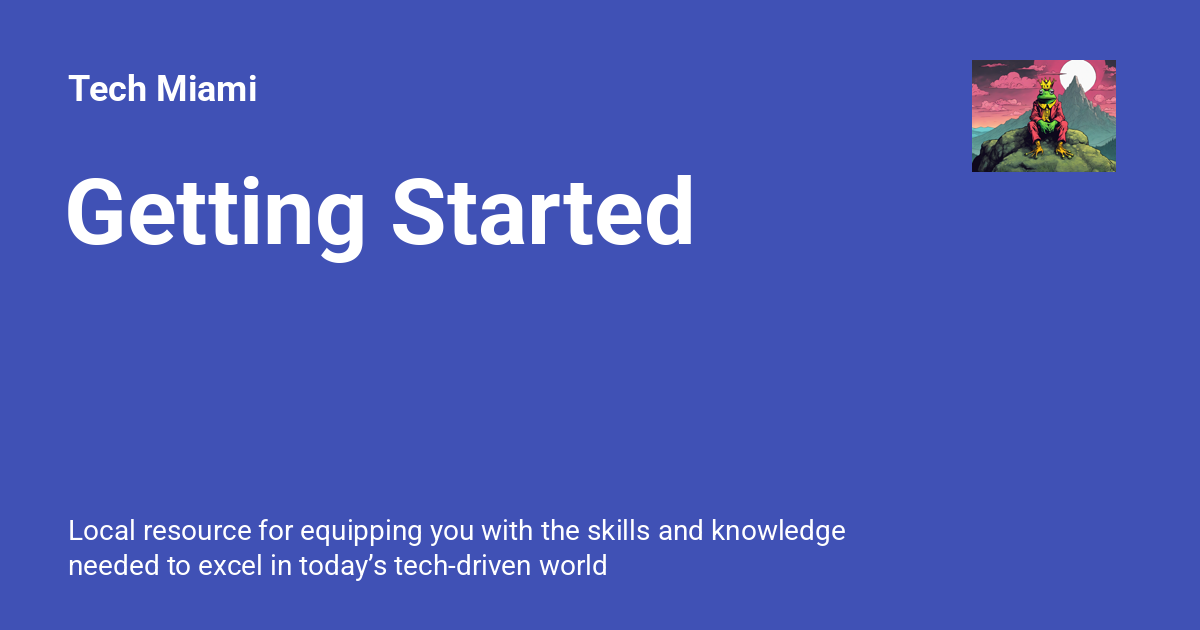 Tech Miami
Getting Started
Local resource for equipping you with the skills and knowledge
needed to excel in today’s tech-driven world